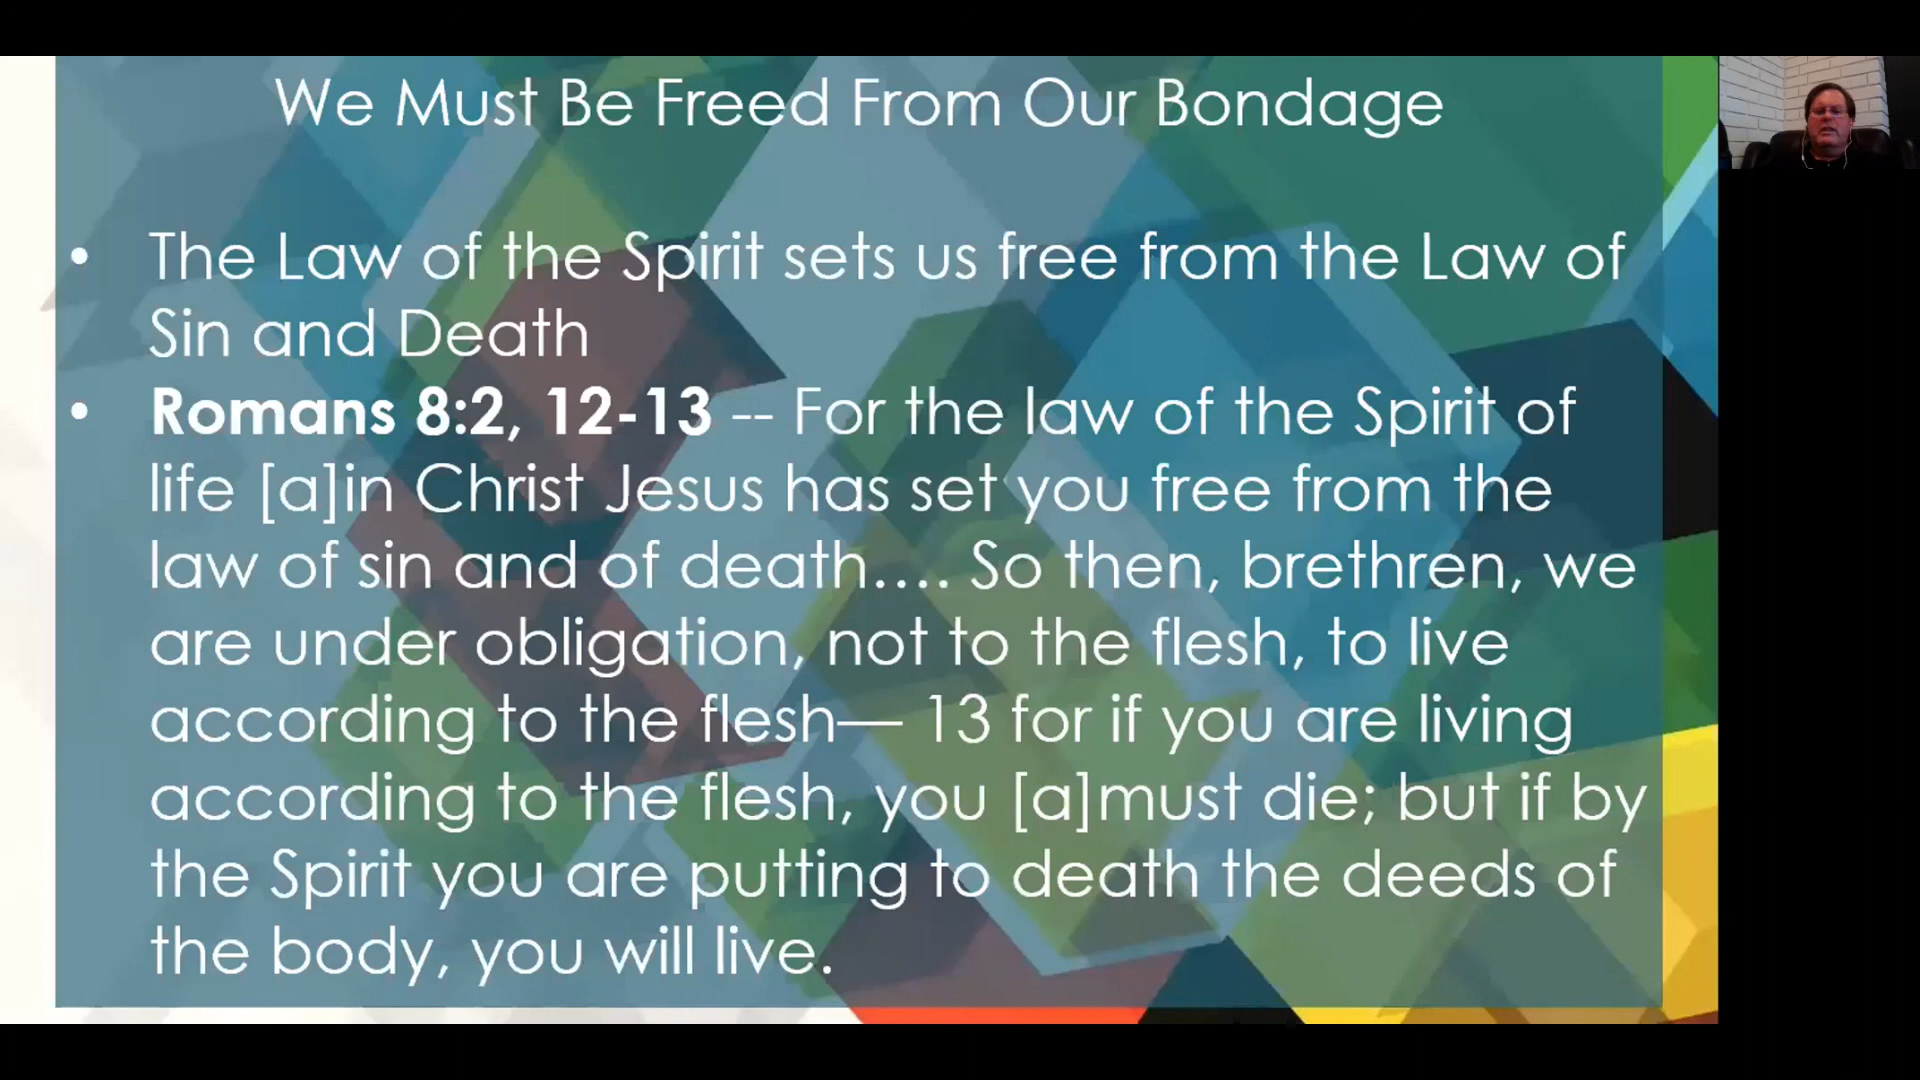 We Must Be Freed From Our Bondage
• The Law of the Spirit sets us free from the Law of
Sin and Death
• Romans 8:2, 12-13 -- For the law of the Spirit of
life [a]in Christ Jesus has set you free from the
law of sin and of death…. So then, brethren, we
are under obligation, not to the flesh, to live
according to the flesh— 13 for if you are living
according to the flesh, you [a]must die; but if by
the Spirit you are putting to death the deeds of
the body, you will live.